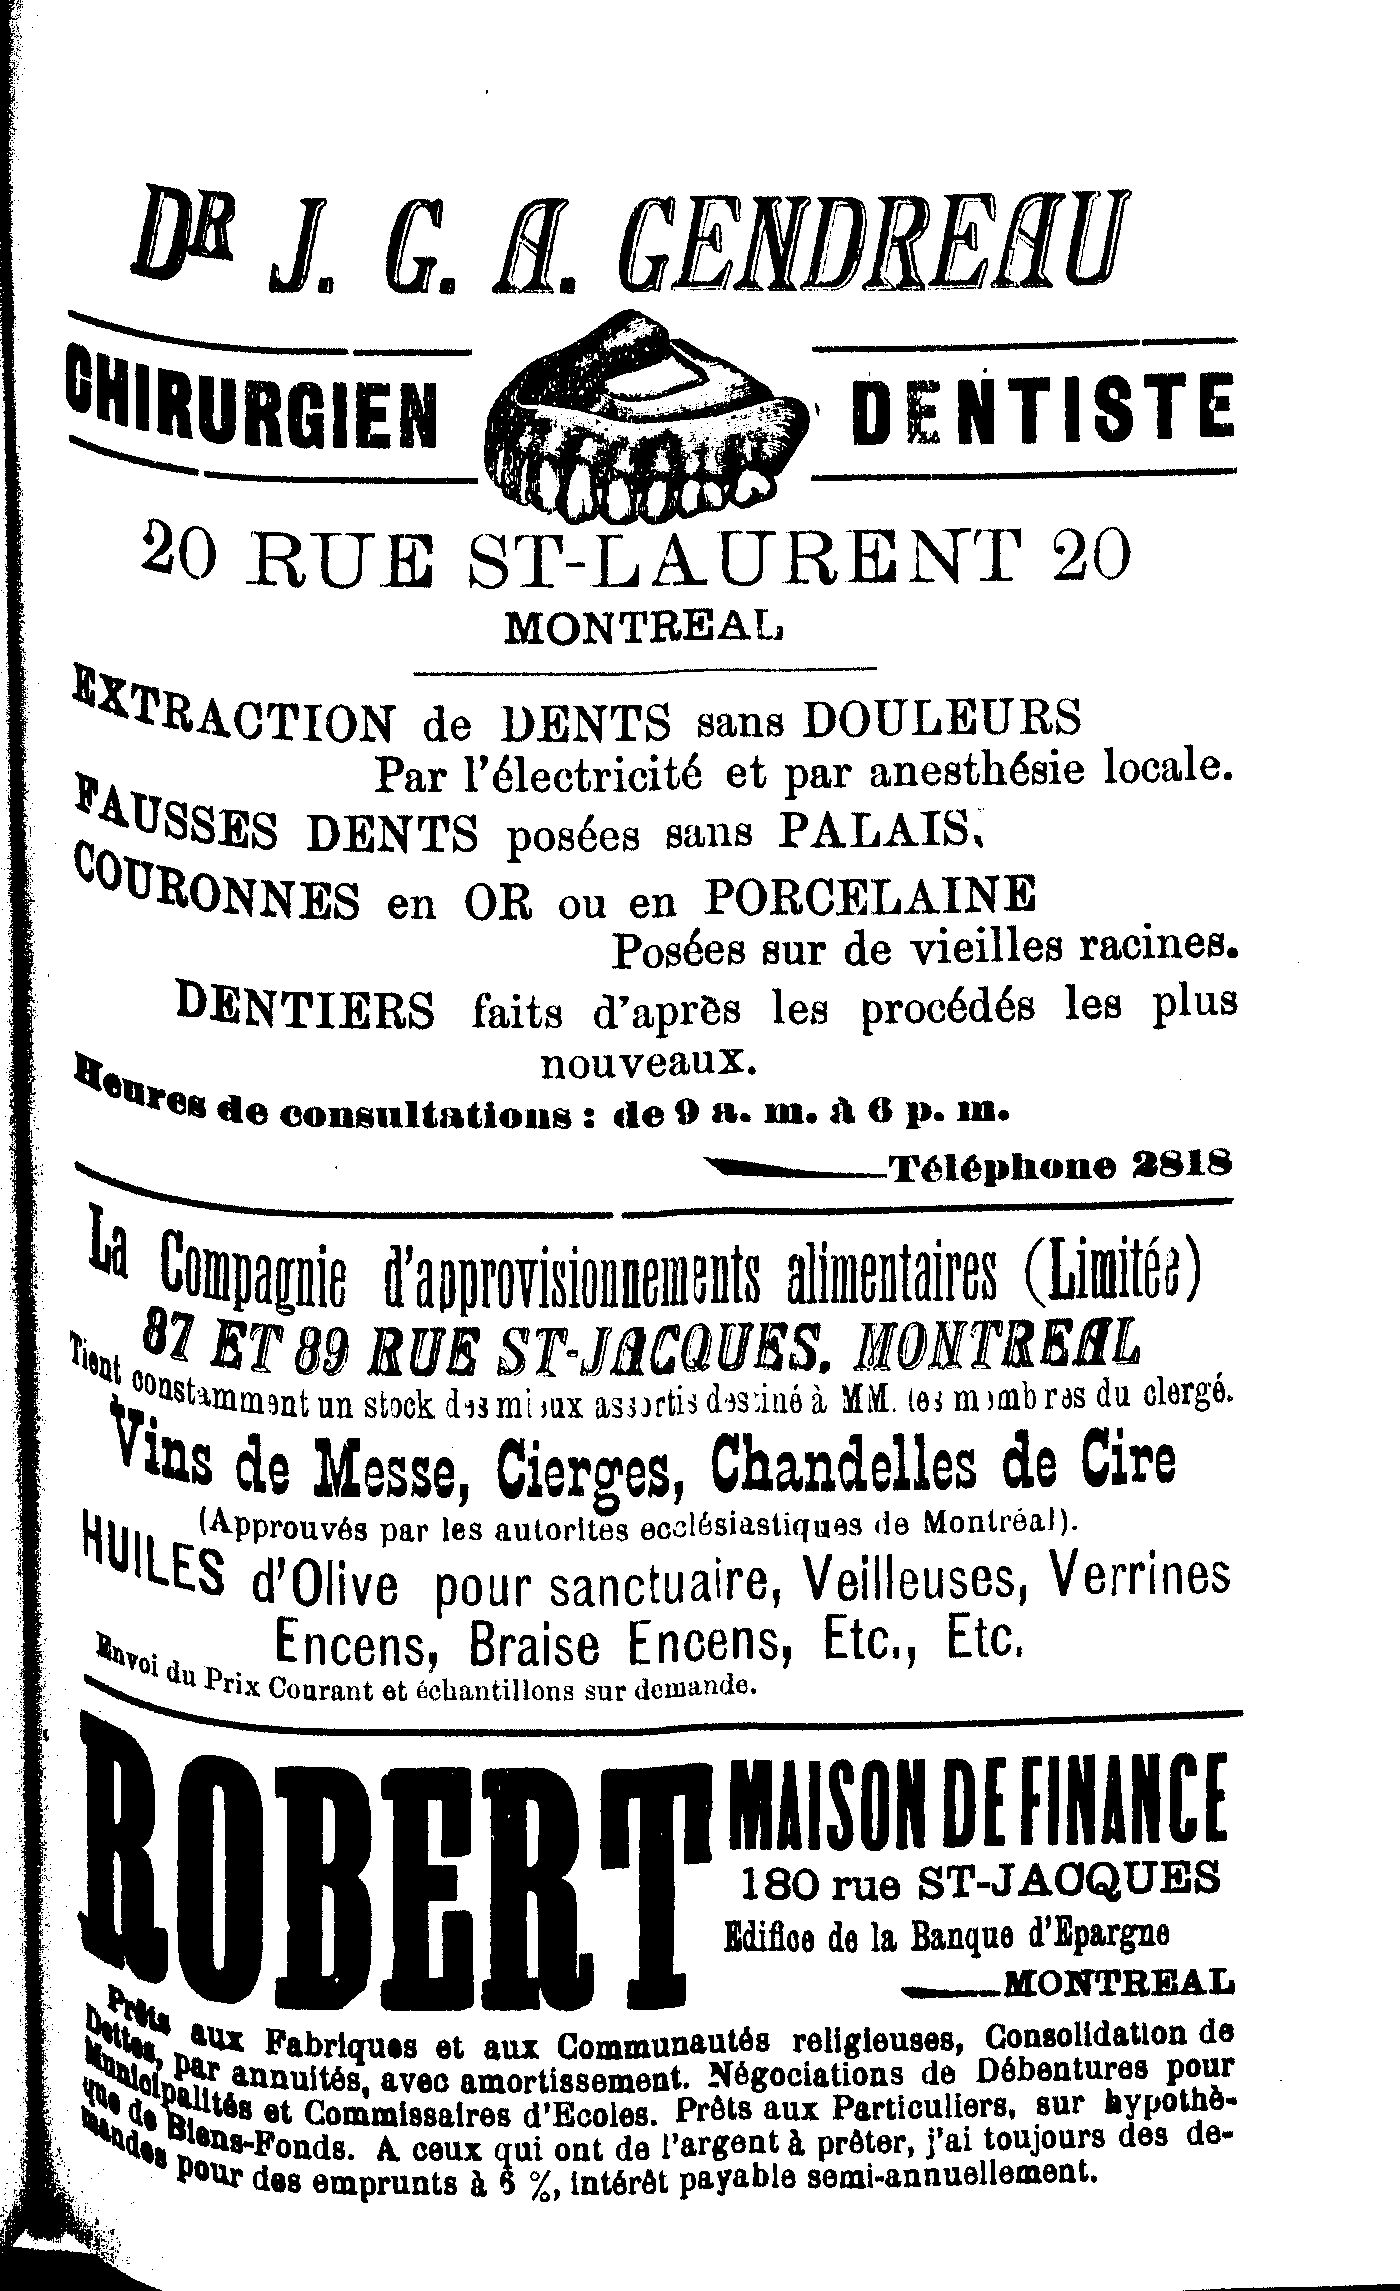 DR J. G. A. GENDREAU
CHIRURGIEN DENTISTE
20 RUE ST-LAURENT 20
MONTREAL
EXTRACTION de DENTS sans DOULEURS
Par l'électricité et par anesthésie locale.
FAUSSES DENTS posées sans PALAIS,
COURONNES en OR ou en PORCELAINE
Posées sur de vieilles racines.
DENTIERS faits d'après les procédés les plus
nouveaux.
Heures de consultations : de 9 a. m. à 6 p. m.
Téléphone 2818
La Compagnie d'approvisionnements alimentaires (Limitée)
87 ET 89 RUE ST-JACQUES. MONTREAL
Tient constamment un stock des mieux assortis destiné à MM. les membres du clergé.
Vins de Messe, Cierges, Chandelles de Cire
(Approuvés par les autorités ecclésiastiques de Montréal).
HUILES d'Olive pour sanctuaire, Veilleuses, Verrines
Encens, Braise Encens, Etc., Etc.
Envoi du Prix Courant et échantillons sur demande.
ROBERT MAISON DE FINANCE
180 rue ST-JACQUES
Edifice de la Banque d'Epargne
MONTREAL
Prêts aux Fabriques et aux Communautés religieuses, Consolidation de
Dettes, par annuités, avec amortissement. Négociations de Débentures pour
Municipalités et Commissaires d'Ecoles. Prêts aux Particuliers, sur hypothè-
que de Biens-Fonds. A ceux qui ont de l'argent à prêter, j'ai toujours des de-
mandes pour des emprunts à 6 %, intérêt payable semi-annuellement.